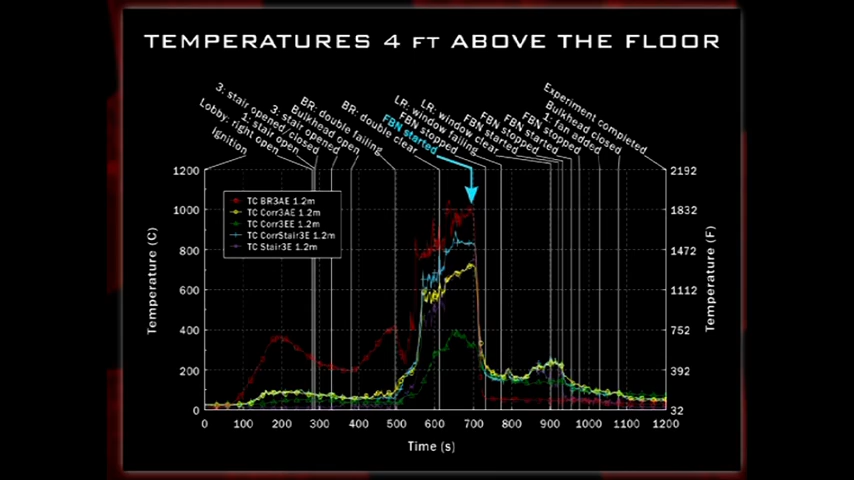 TEMPERATURES 4 FT ABOVE THE FLOOR
Ignition
Lobby: right open
3: stair opened/closed
1: stair open
3: stair opened
Bulkhead open
BR: double failing
BR: double clear
FBN started
LR: window failing
FBN stopped
LR: window clear
FBN started
FBN stopped
FBN started
FBN stopped
1: fan added
Bulkhead closed
Experiment completed
1200
1000
800
600
400
200
0
Temperature (C)
TC BR3AE 1.2m
TC Corr3AE 1.2m
TC Corr3EE 1.2m
TC CorrStair3E 1.2m
TC Stair3E 1.2m
2192
1832
1472
1112
752
392
32
Temperature (F)
0 100 200 300 400 500 600 700 800 900 1000 1100 1200
Time (s)